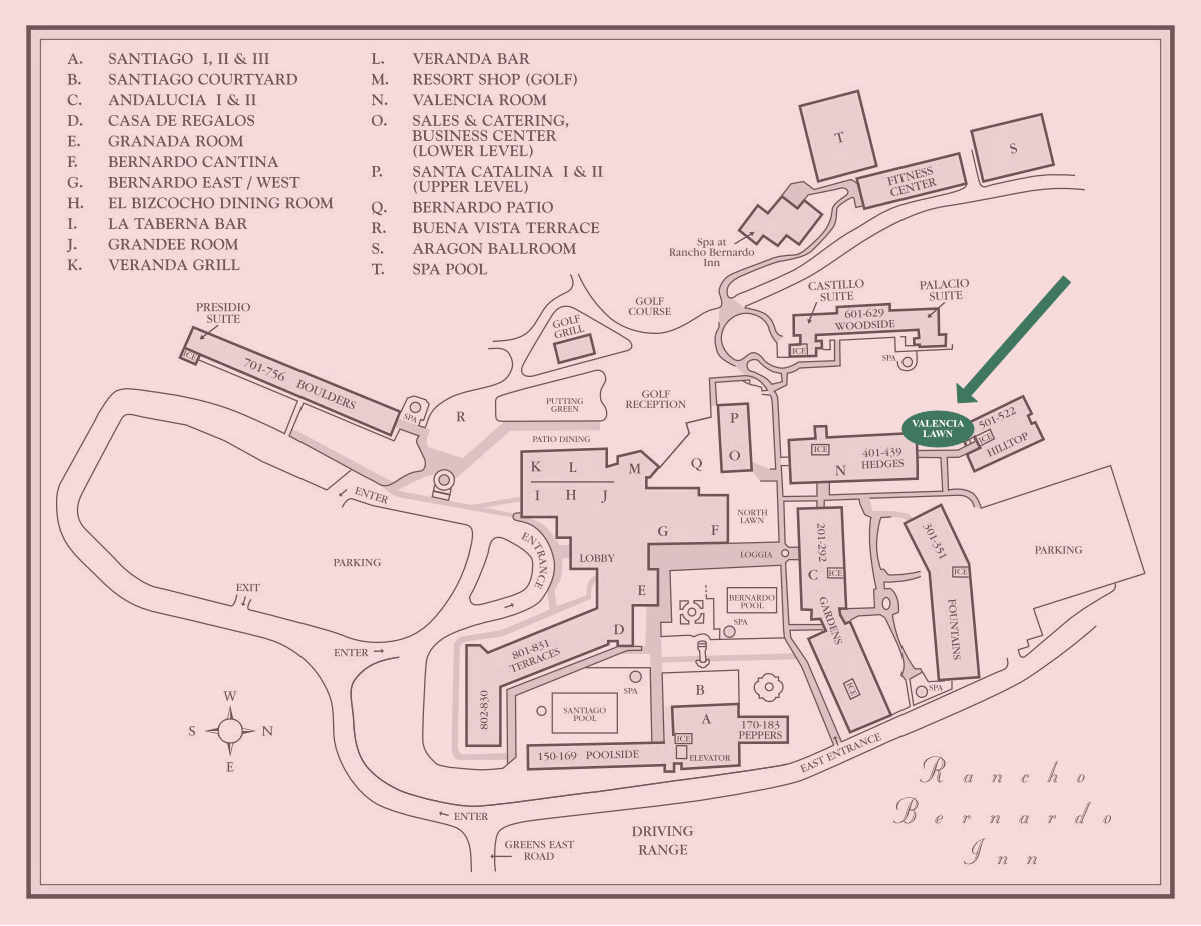 A. SANTIAGO I, II & III
B. SANTIAGO COURTYARD
C. ANDALUCIA I & II
D. CASA DE REGALOS
E. GRANADA ROOM
F. BERNARDO CANTINA
G. BERNARDO EAST / WEST
H. EL BIZCOCHO DINING ROOM
I. LA TABERNA BAR
J. GRANDEE ROOM
K. VERANDA GRILL
L. VERANDA BAR
M. RESORT SHOP (GOLF)
N. VALENCIA ROOM
O. SALES & CATERING,
BUSINESS CENTER
(LOWER LEVEL)
P. SANTA CATALINA I & II
(UPPER LEVEL)
Q. BERNARDO PATIO
R. BUENA VISTA TERRACE
S. ARAGON BALLROOM
T. SPA POOL
T
S
FITNESS
CENTER
Spa at
Rancho Bernardo
Inn
CASTILLO
SUITE
PALACIO
SUITE
601-629
WOODSIDE
ICE
SPA
GOLF
COURSE
GOLF
GRILL
PRESIDIO
SUITE
ICE
701-756 BOULDERS
SPA
R
PUTTING
GREEN
GOLF
RECEPTION
PATIO DINING
P
O
Q
VALENCIA
LAWN
501-522
ICE
HILLTOP
ICE
401-439
HEDGES
N
K L M
I H J
G F
NORTH
LAWN
LOGGIA
LOBBY
E
D
ENTER
ENTRANCE
PARKING
EXIT
ENTER
201-292
ICE
C
GARDENS
ICE
301-351
ICE
FOUNTAINS
SPA
PARKING
BERNARDO
POOL
SPA
801-831
TERRACES
802-830
SPA
SANTIAGO
POOL
B
A
ICE
ELEVATOR
170-183
PEPPERS
150-169 POOLSIDE
EAST ENTRANCE
W
S N
E
ENTER
GREENS EAST
ROAD
DRIVING
RANGE
Rancho
Bernardo
Inn